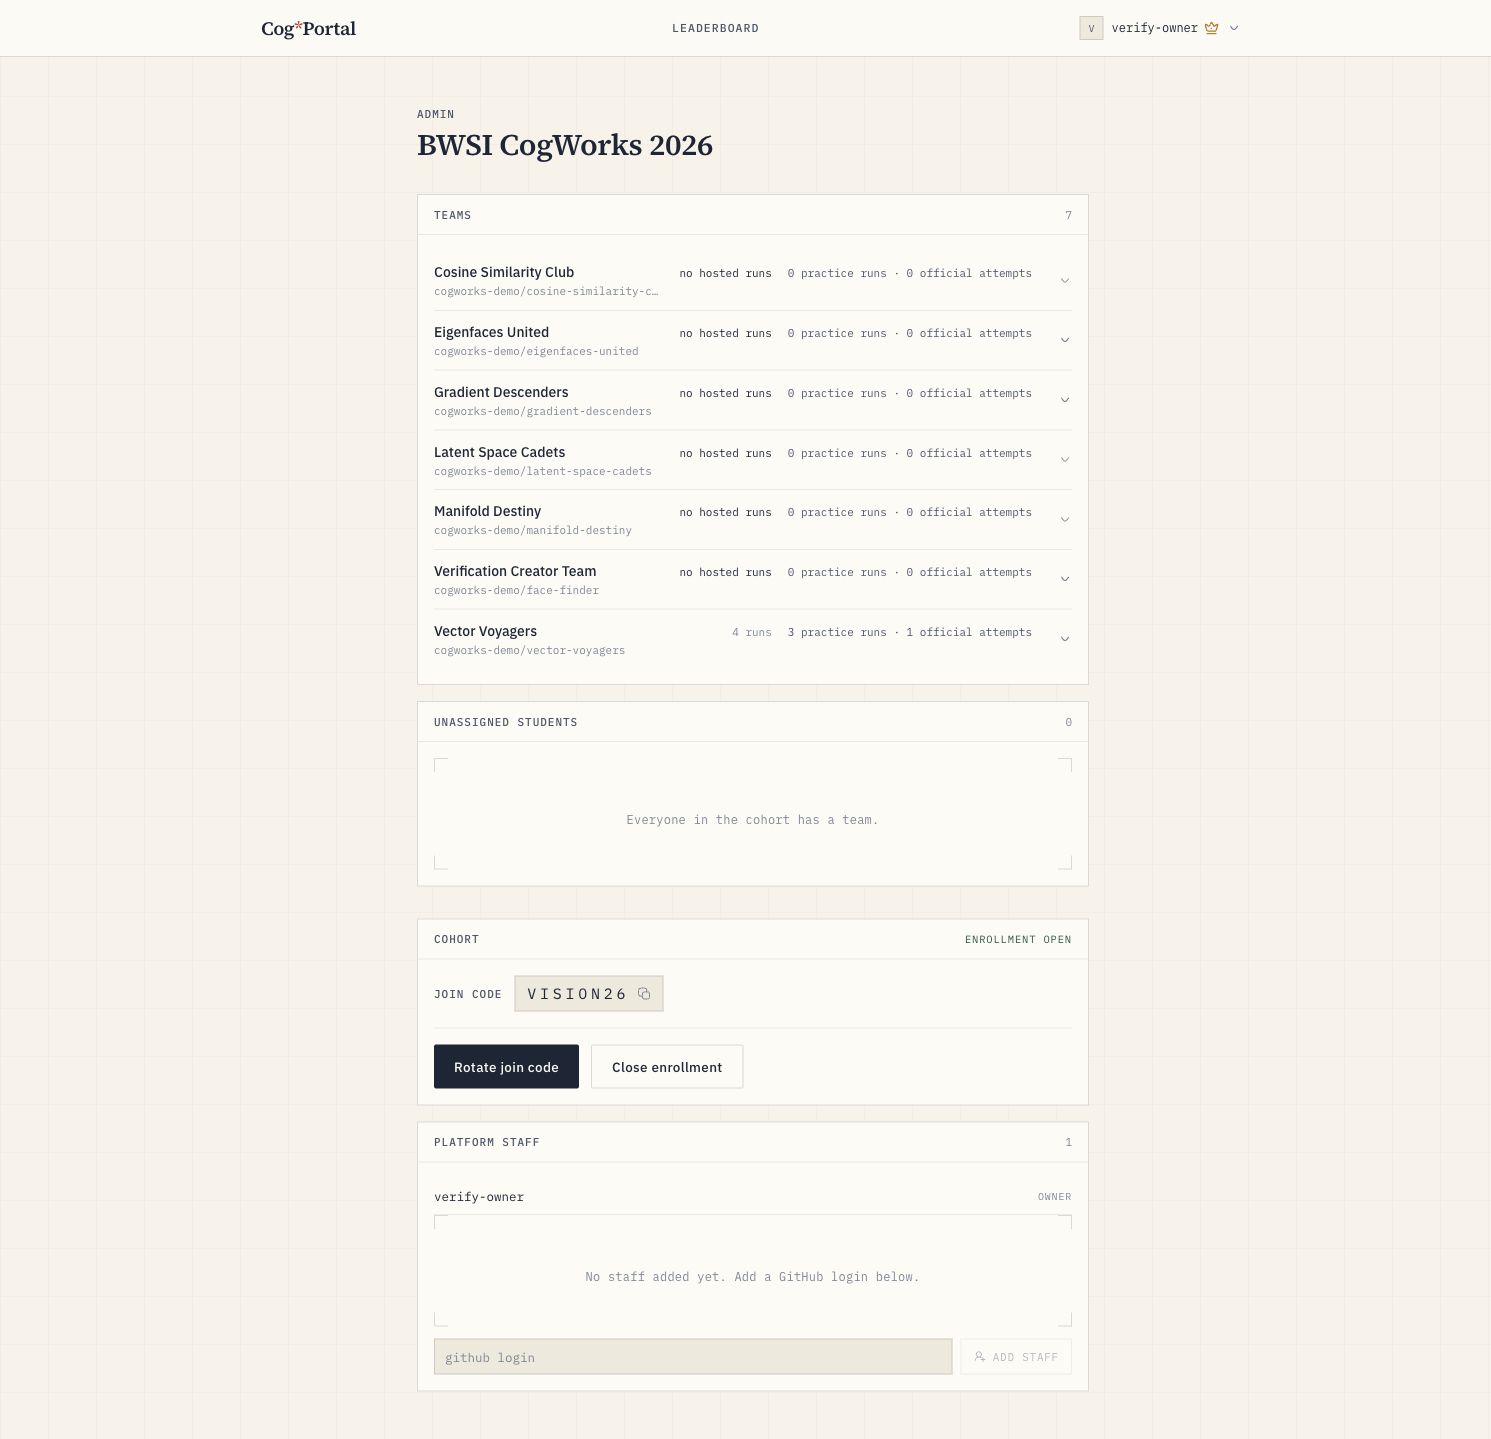 Cog*Portal
LEADERBOARD
V verify-owner
ADMIN
BWSI CogWorks 2026
TEAMS 7
Cosine Similarity Club no hosted runs 0 practice runs · 0 official attempts
cogworks-demo/cosine-similarity-c…
Eigenfaces United no hosted runs 0 practice runs · 0 official attempts
cogworks-demo/eigenfaces-united
Gradient Descenders no hosted runs 0 practice runs · 0 official attempts
cogworks-demo/gradient-descenders
Latent Space Cadets no hosted runs 0 practice runs · 0 official attempts
cogworks-demo/latent-space-cadets
Manifold Destiny no hosted runs 0 practice runs · 0 official attempts
cogworks-demo/manifold-destiny
Verification Creator Team no hosted runs 0 practice runs · 0 official attempts
cogworks-demo/face-finder
Vector Voyagers 4 runs 3 practice runs · 1 official attempts
cogworks-demo/vector-voyagers
UNASSIGNED STUDENTS 0
Everyone in the cohort has a team.
COHORT ENROLLMENT OPEN
JOIN CODE VISION26
Rotate join code Close enrollment
PLATFORM STAFF 1
verify-owner OWNER
No staff added yet. Add a GitHub login below.
github login ADD STAFF